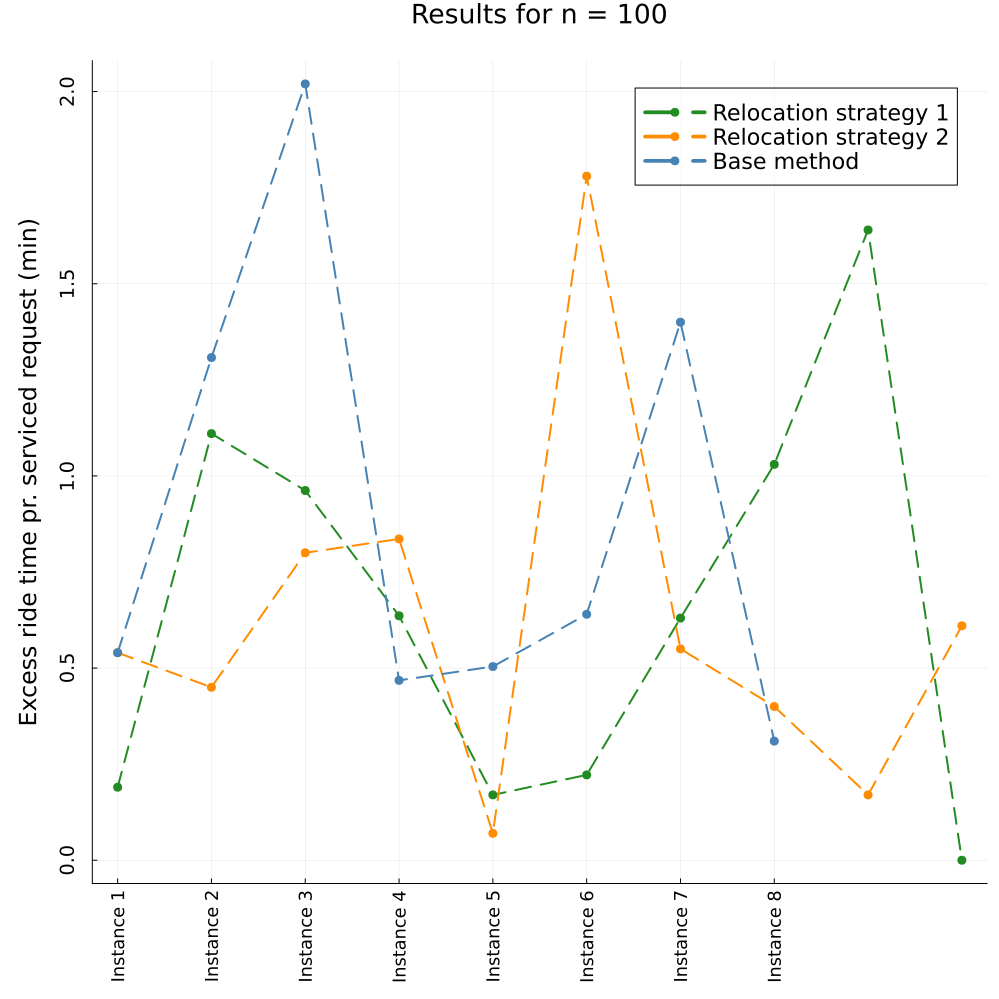 Results for n = 100
Relocation strategy 1
Relocation strategy 2
Base method
Excess ride time pr. serviced request (min)
2.0
1.5
1.0
0.5
0.0
Instance 1
Instance 2
Instance 3
Instance 4
Instance 5
Instance 6
Instance 7
Instance 8